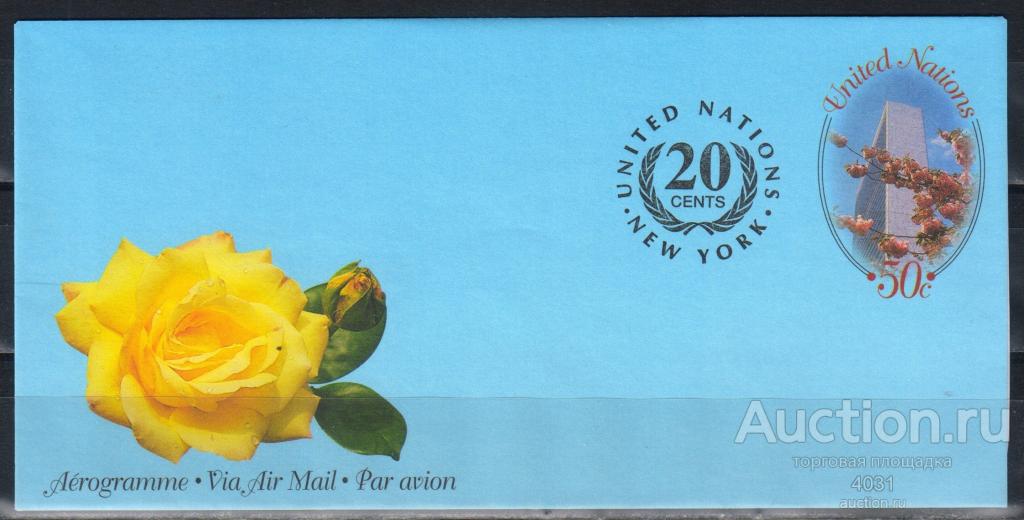 United Nations
UNITED NATIONS
20
CENTS
• NEW YORK •
50c
Aérogramme • Via Air Mail • Par avion
Auction.ru
торговая площадка
4031
auction.ru